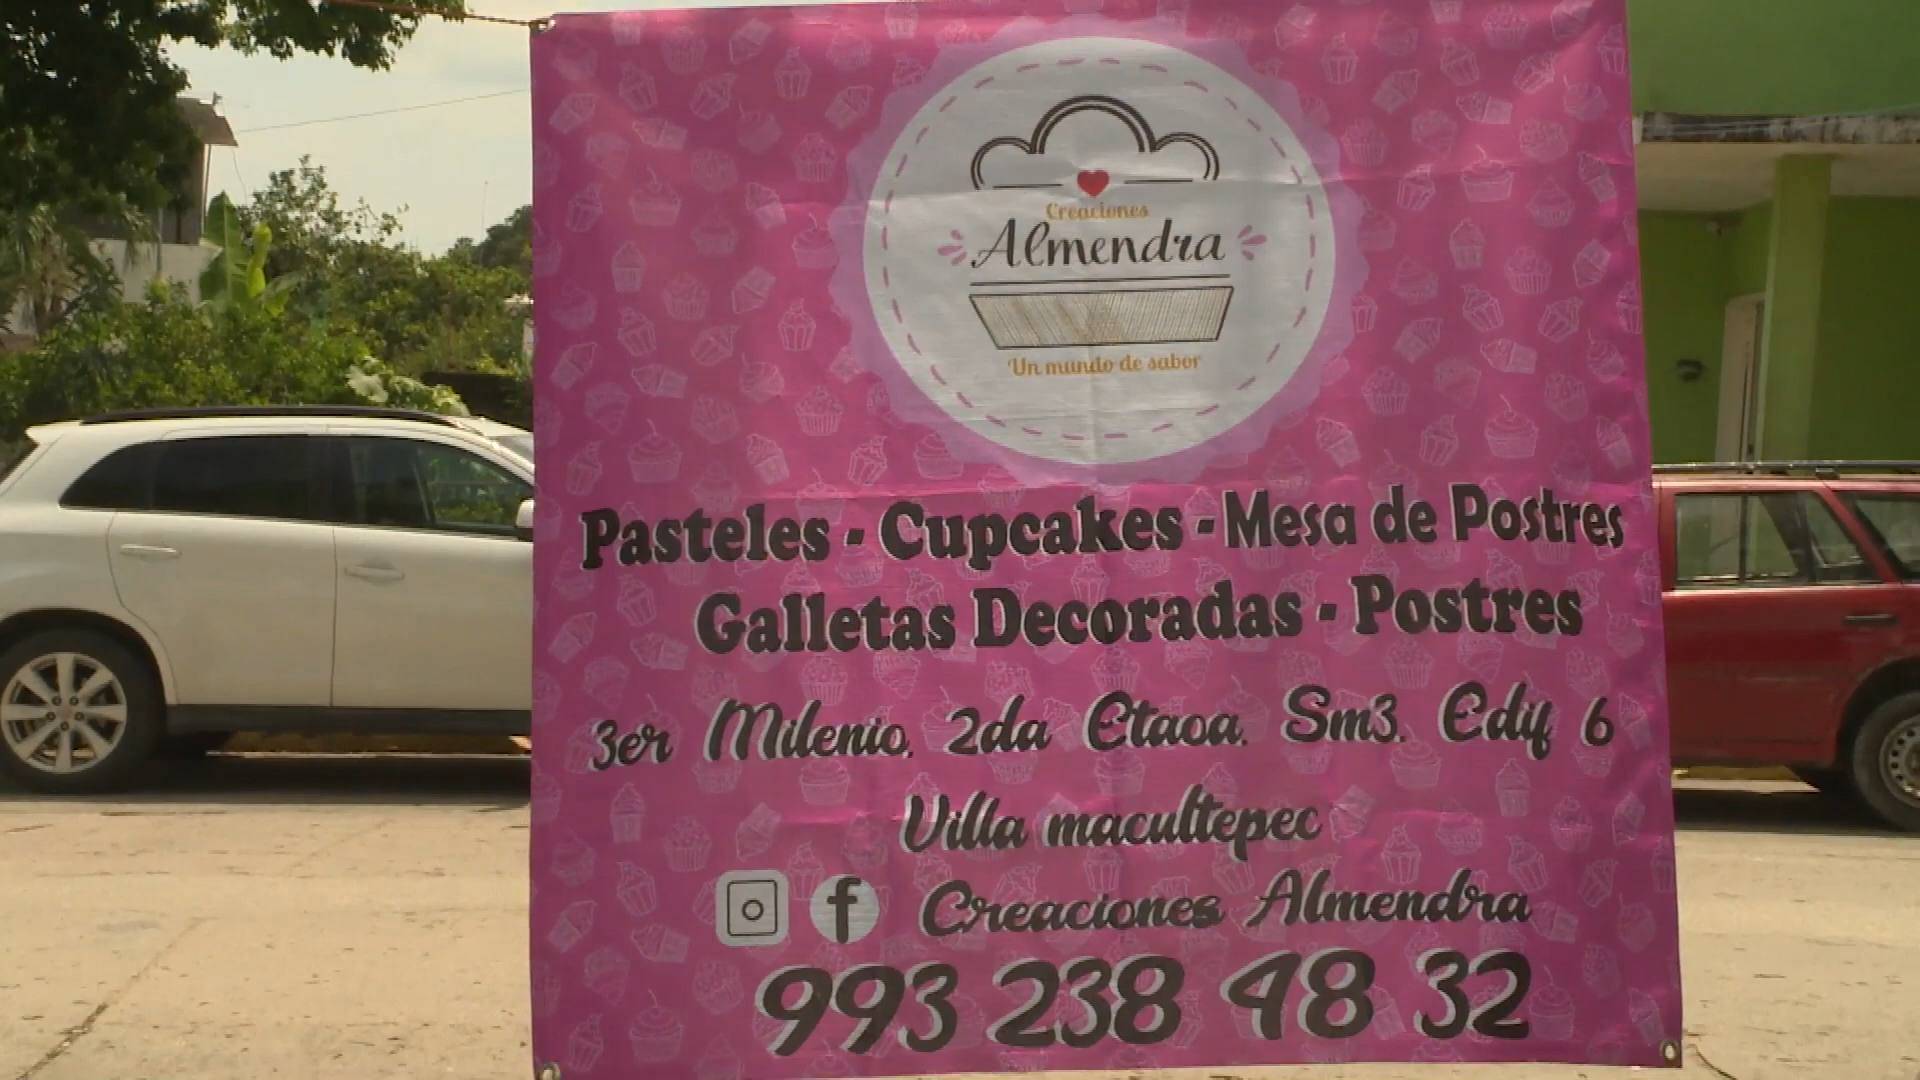 Creaciones
Almendra
Un mundo de sabor
Pasteles - Cupcakes - Mesa de Postres
Galletas Decoradas - Postres
3er Milenio, 2da Etapa, Sm3, Edif 6
Villa macultepec
Creaciones Almendra
993 238 48 32